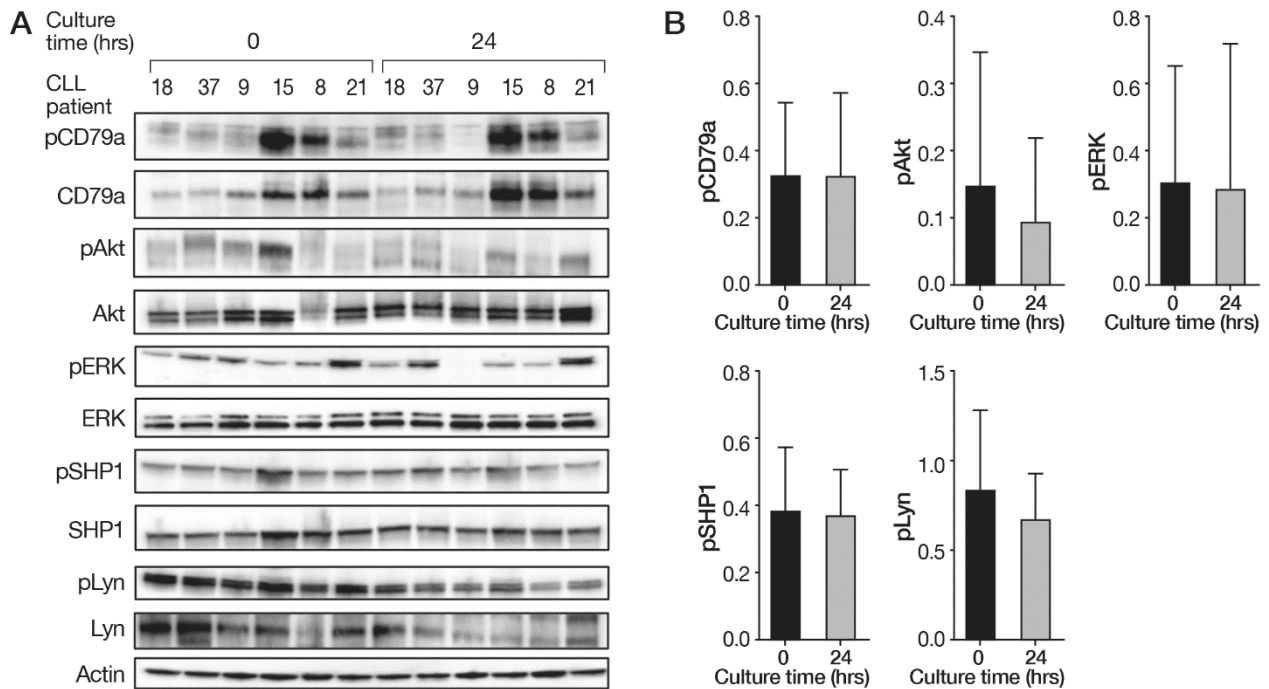 A
Culture
time (hrs)
0
24
CLL
patient
18 37 9 15 8 21 18 37 9 15 8 21
pCD79a
CD79a
pAkt
Akt
pERK
ERK
pSHP1
SHP1
pLyn
Lyn
Actin
B
pCD79a
0.8
0.6
0.4
0.2
0.0
0 24
Culture time (hrs)
pAkt
0.4
0.3
0.2
0.1
0.0
0 24
Culture time (hrs)
pERK
0.8
0.6
0.4
0.2
0.0
0 24
Culture time (hrs)
pSHP1
0.8
0.6
0.4
0.2
0.0
0 24
Culture time (hrs)
pLyn
1.5
1.0
0.5
0.0
0 24
Culture time (hrs)